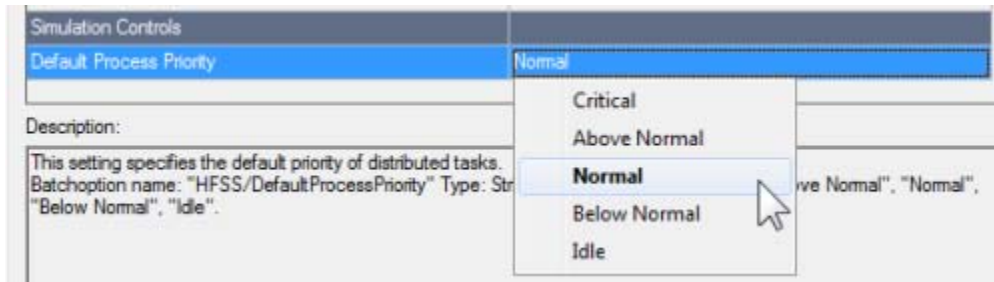 Simulation Controls
Default Process Priority
Normal
Critical
Above Normal
Normal
Below Normal
Idle
Description:
This setting specifies the default priority of distributed tasks.
Batchoption name: "HFSS/DefaultProcessPriority" Type: Str ve Normal", "Normal",
"Below Normal", "Idle".